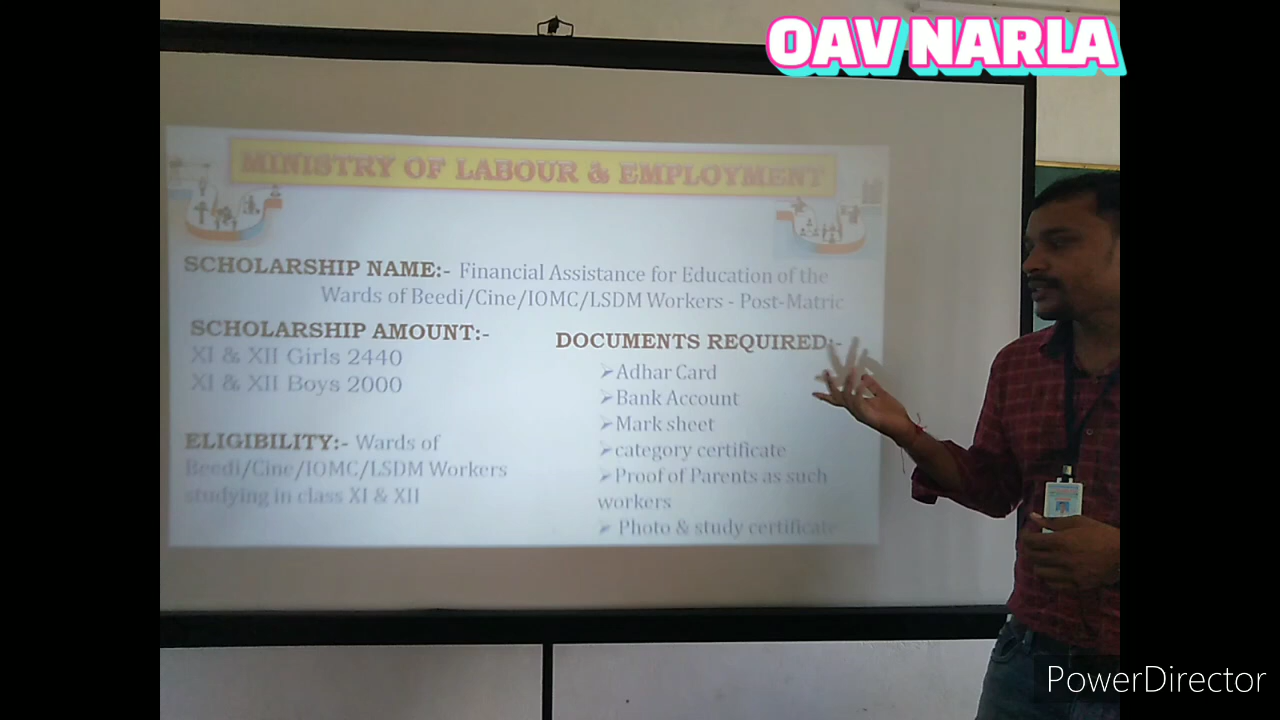 OAV NARLA
MINISTRY OF LABOUR & EMPLOYMENT
SCHOLARSHIP NAME:- Financial Assistance for Education of the
Wards of Beedi/Cine/IOMC/LSDM Workers - Post-Matric
SCHOLARSHIP AMOUNT:-
XI & XII Girls 2440
XI & XII Boys 2000
ELIGIBILITY:- Wards of
Beedi/Cine/IOMC/LSDM Workers
studying in class XI & XII
DOCUMENTS REQUIRED:-
➢Adhar Card
➢Bank Account
➢Mark sheet
➢category certificate
➢Proof of Parents as such
workers
➢ Photo & study certificate
PowerDirector